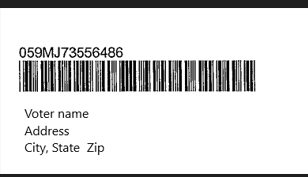 059MJ73556486
Voter name
Address
City, State  Zip